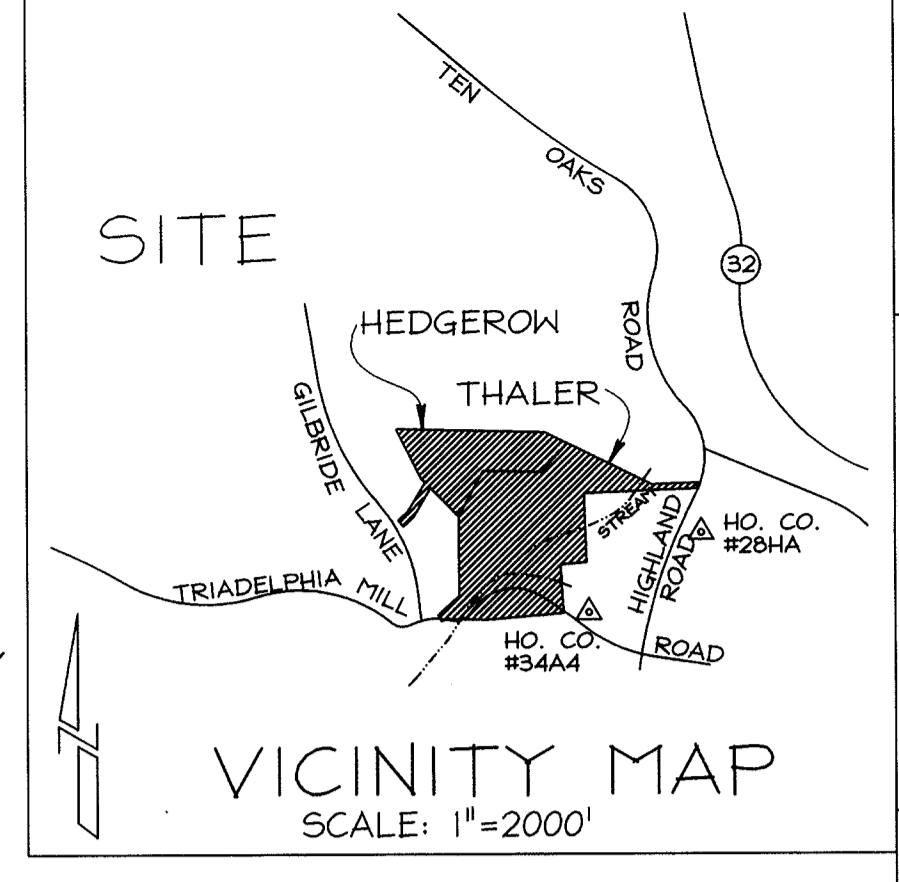 TEN
OAKS
ROAD
32
SITE
HEDGEROW
THALER
GILBRIDE
LANE
STREAM
HIGHLAND
ROAD
HO. CO.
#28HA
TRIADELPHIA
MILL
ROAD
HO. CO.
#34A4
VICINITY MAP
SCALE: 1"=2000'